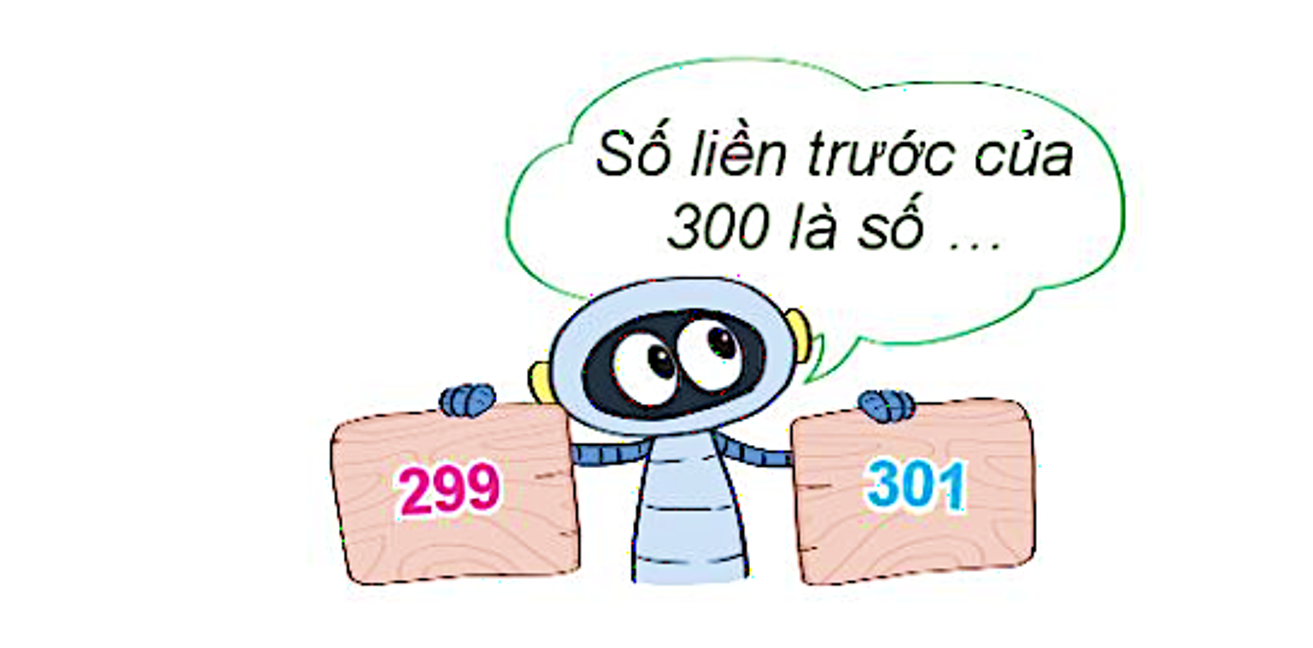 Số liền trước của
300 là số ...
299
301